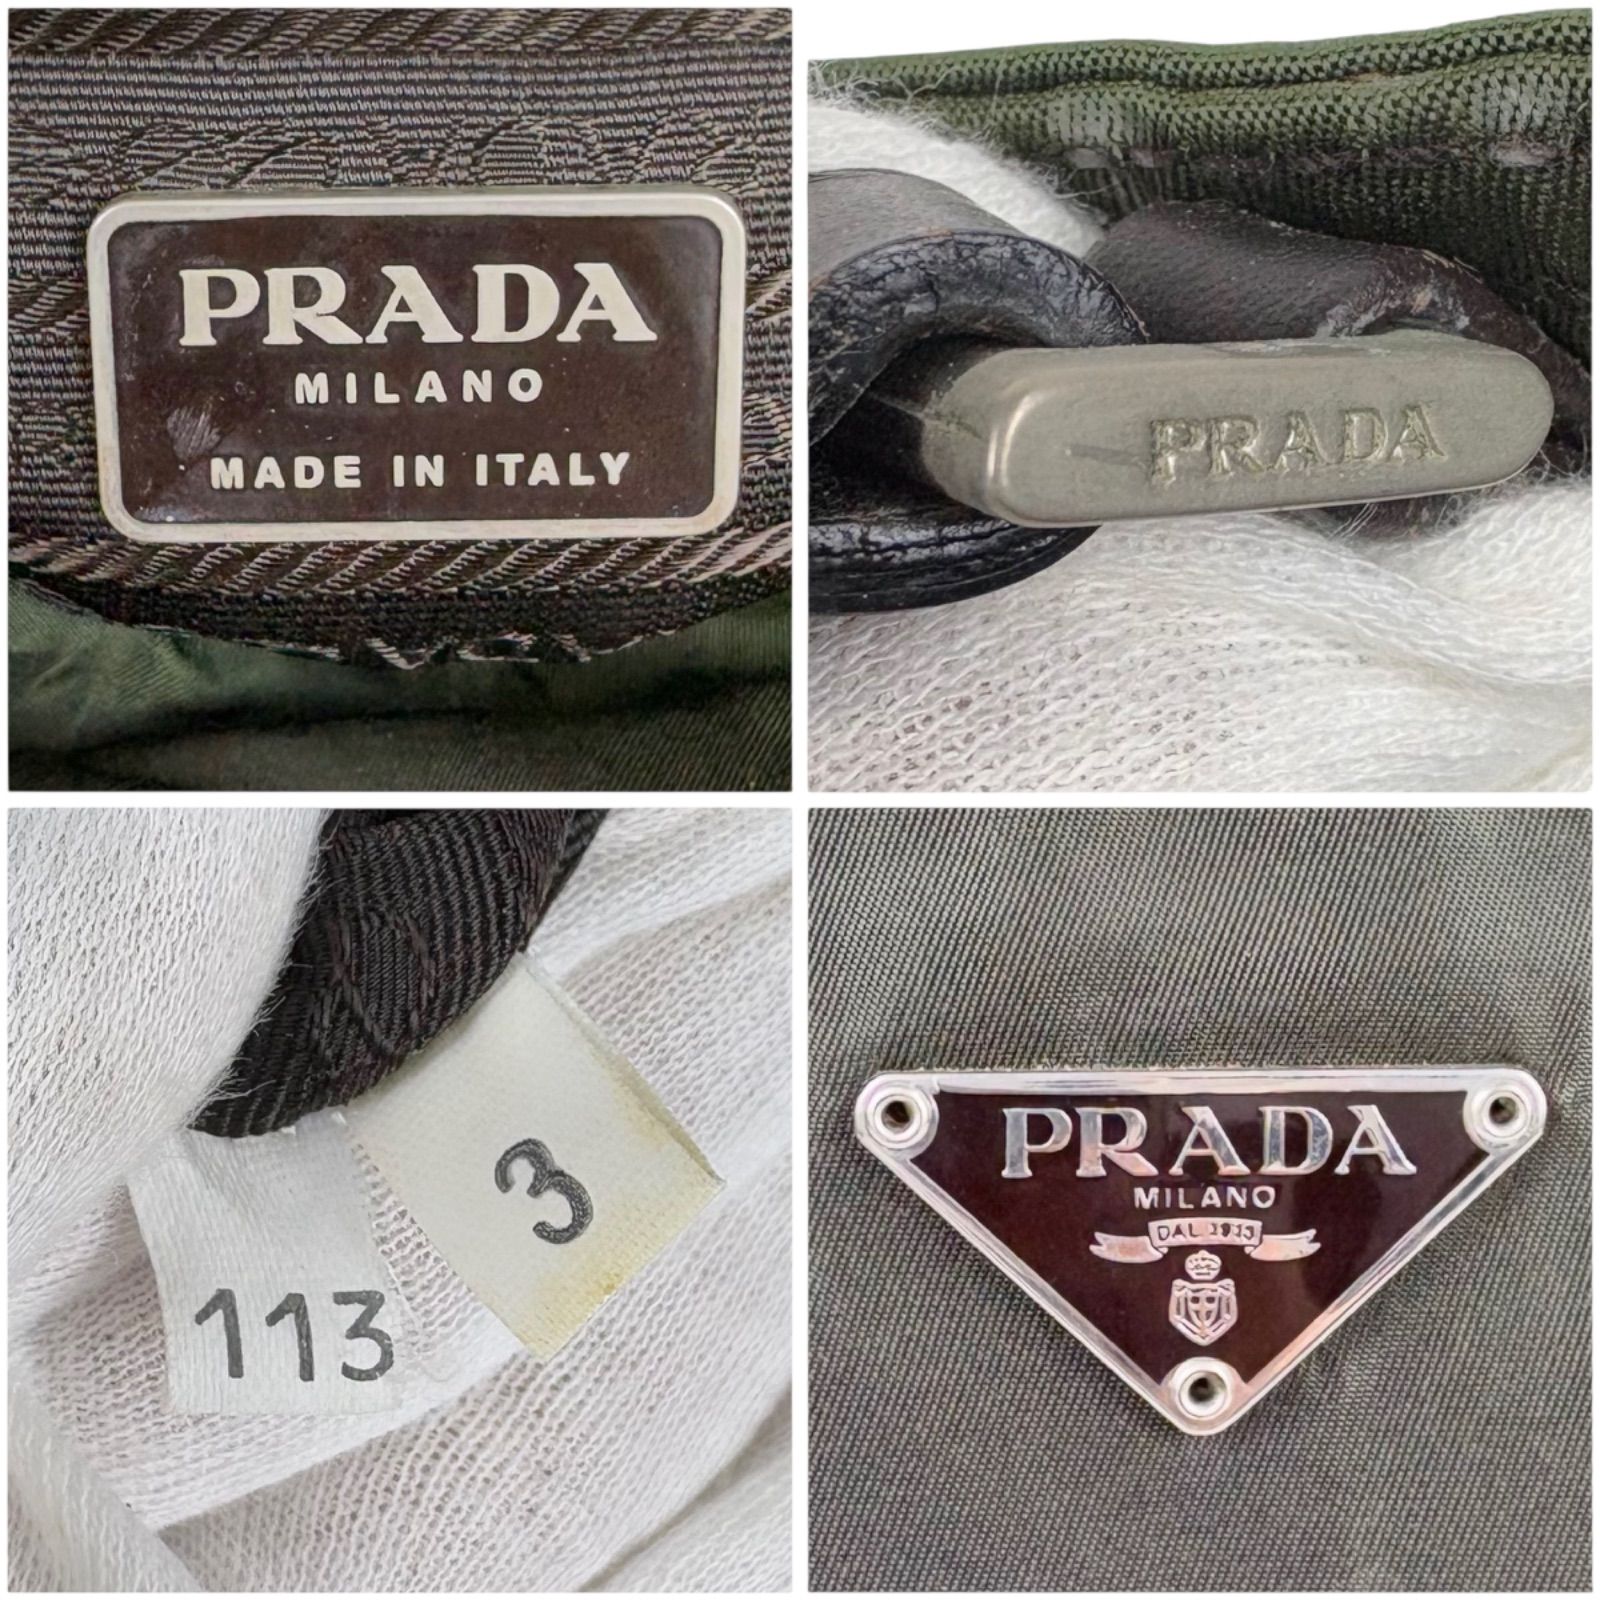 PRADA
MILANO
MADE IN ITALY
PRADA
113
3
PRADA
MILANO
DAL 1913